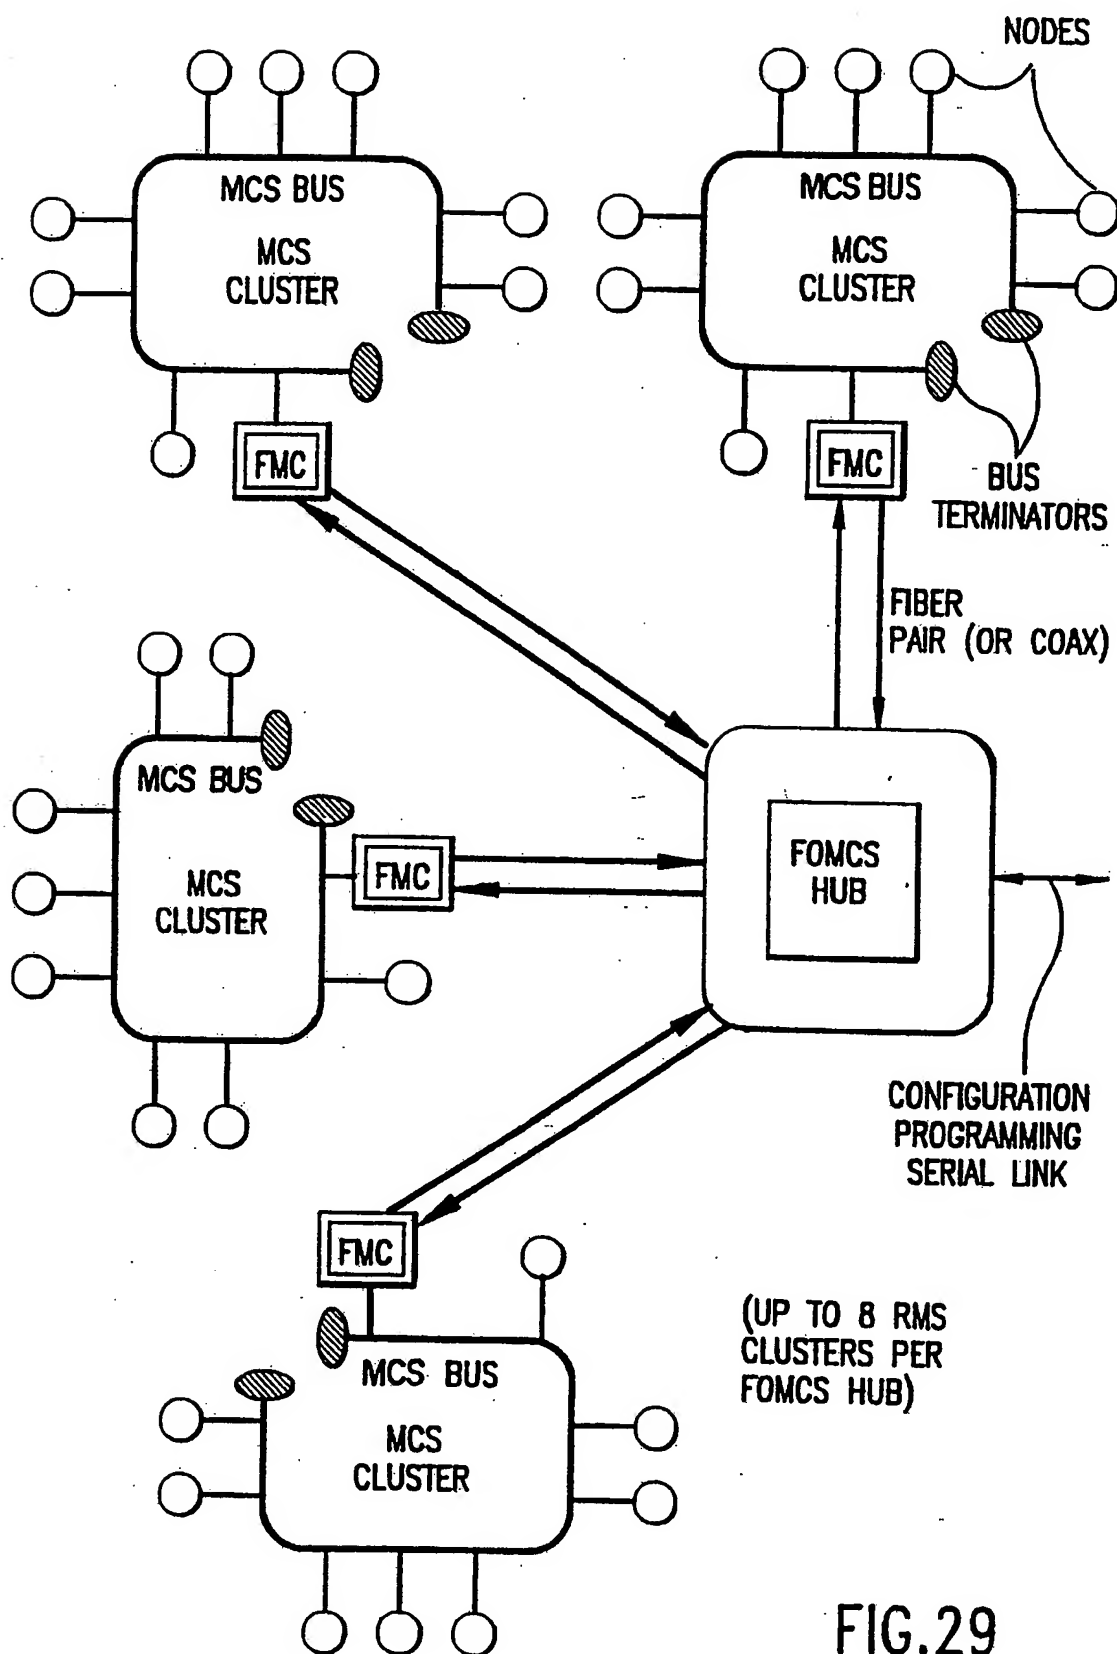 NODES
MCS BUS
MCS
CLUSTER
FMC
MCS BUS
MCS
CLUSTER
FMC
BUS
TERMINATORS
FIBER
PAIR (OR COAX)
MCS BUS
MCS
CLUSTER
FMC
FOMCS
HUB
CONFIGURATION
PROGRAMMING
SERIAL LINK
FMC
MCS BUS
MCS
CLUSTER
(UP TO 8 RMS
CLUSTERS PER
FOMCS HUB)
FIG.29